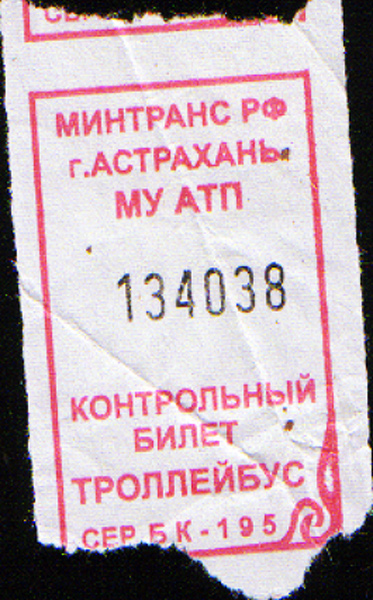 МИНТРАНС РФ
г.АСТРАХАНЬ
МУ АТП
134038
КОНТРОЛЬНЫЙ
БИЛЕТ
ТРОЛЛЕЙБУС
СЕР. БК-195